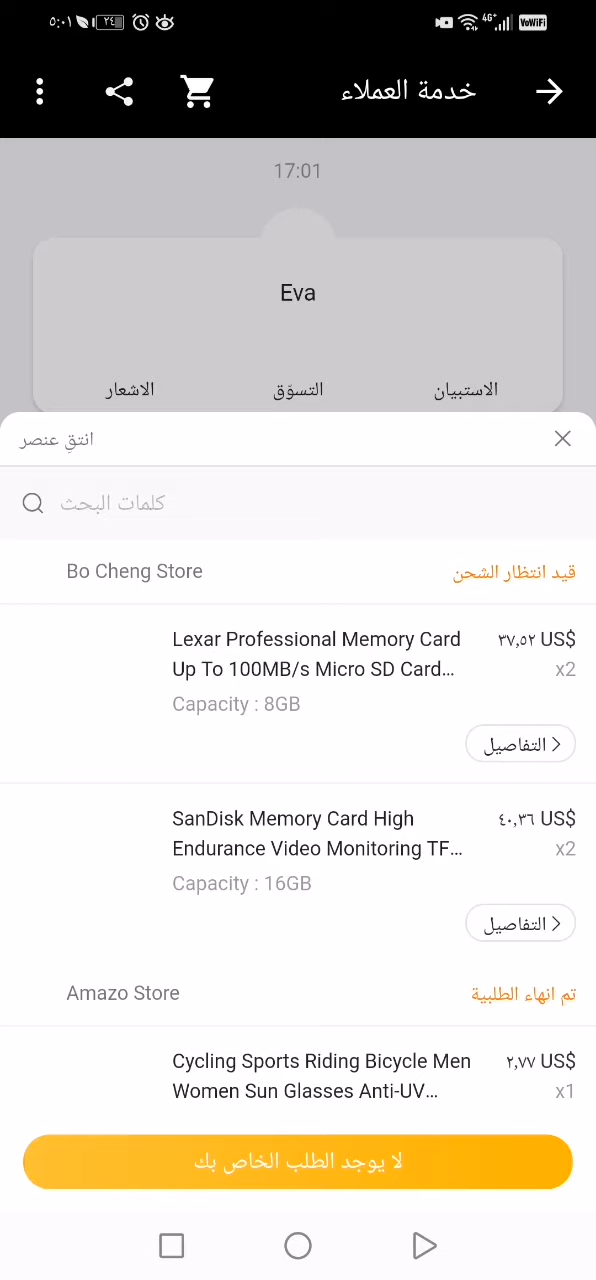 ٥:٠١
٢٤
4G+
VoWiFi
خدمة العملاء
17:01
Eva
الاستبيان
التسوّق
الاشعار
انتقِ عنصر
كلمات البحث
Bo Cheng Store
قيد انتظار الشحن
Lexar Professional Memory Card
٣٧,٥٢ US$
Up To 100MB/s Micro SD Card...
x2
Capacity : 8GB
التفاصيل
SanDisk Memory Card High
٤٠,٣٦ US$
Endurance Video Monitoring TF...
x2
Capacity : 16GB
التفاصيل
Amazo Store
تم انهاء الطلبية
Cycling Sports Riding Bicycle Men
٢,٧٧ US$
Women Sun Glasses Anti-UV...
x1
لا يوجد الطلب الخاص بك